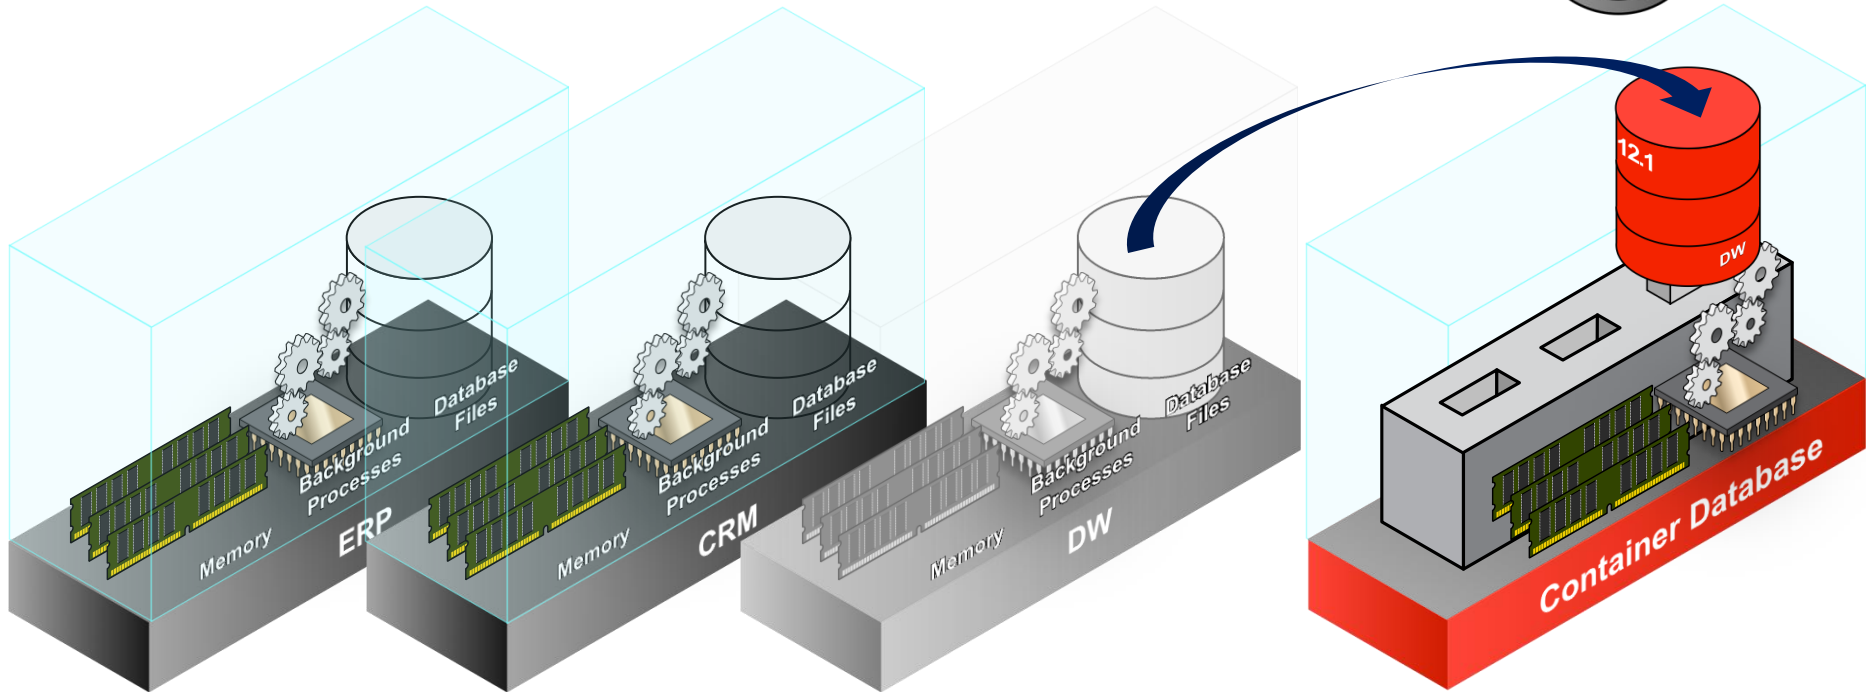 Memory
Background
Processes
Database
Files
ERP
Memory
Background
Processes
Database
Files
CRM
Memory
Background
Processes
Database
Files
DW
12.1
DW
Container Database